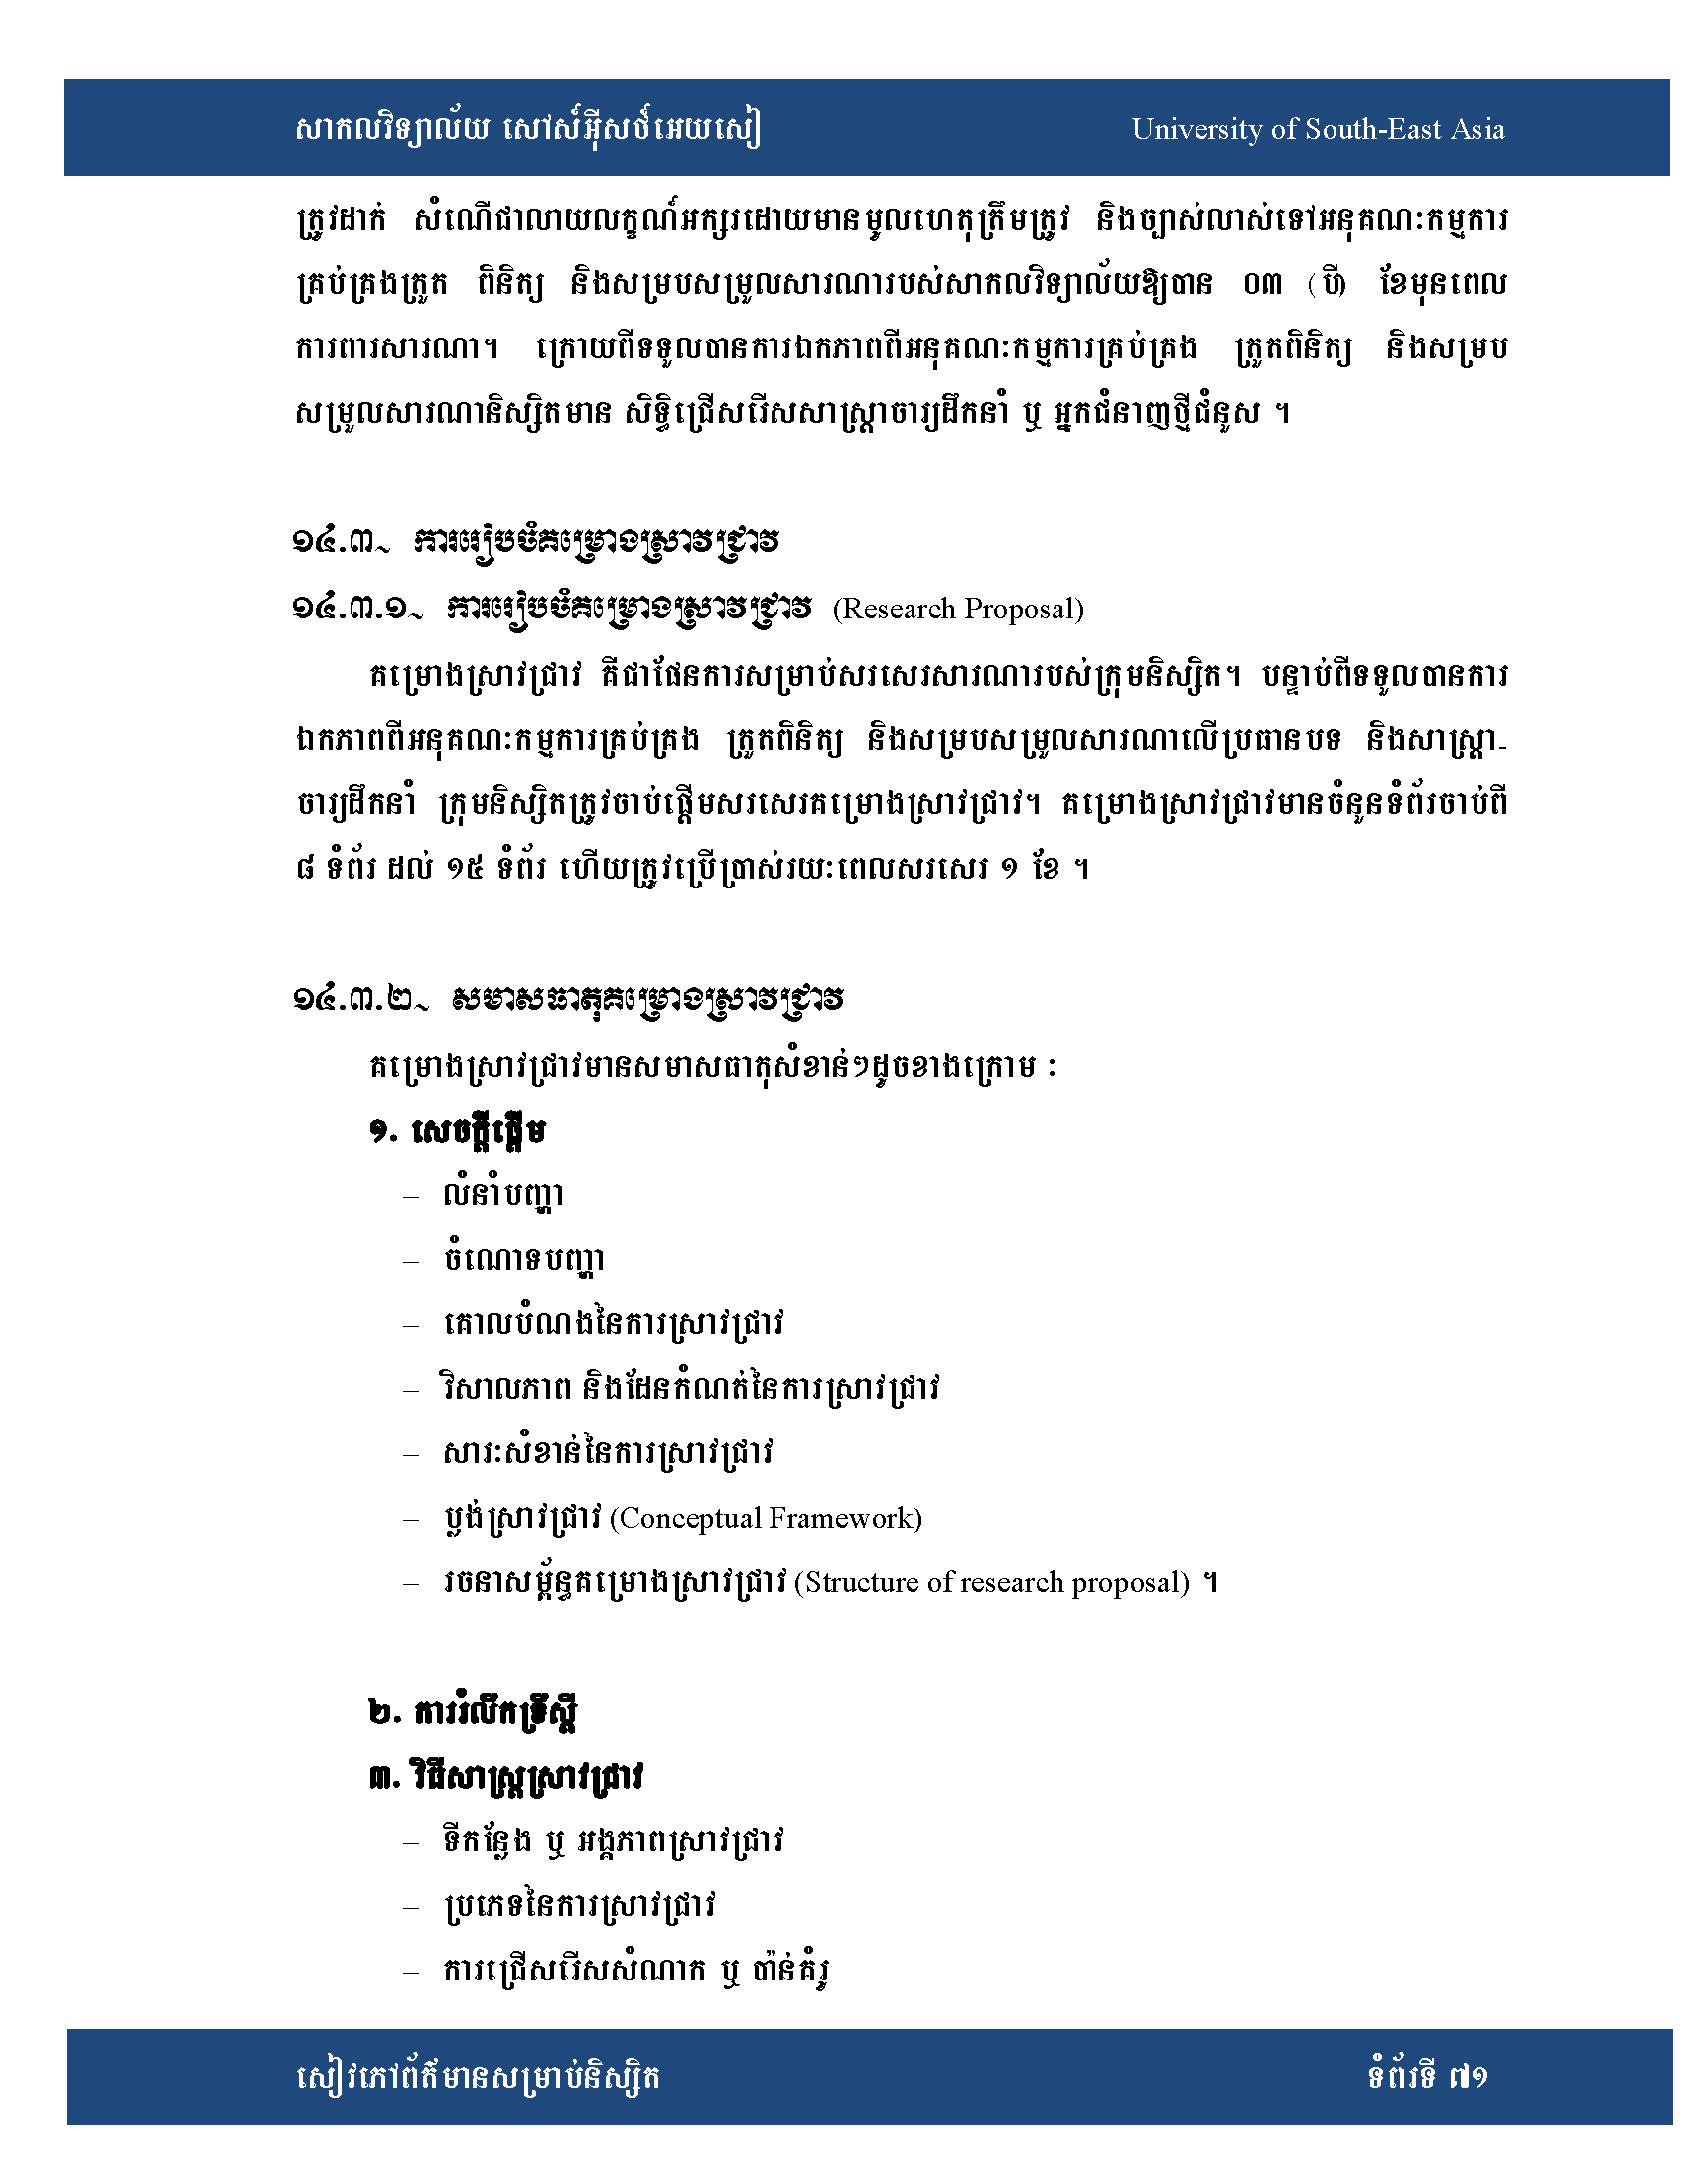 សាកលវិទ្យាល័យ សៅស៍អ៊ីសថ៍អេយសៀ University of South-East Asia
ត្រូវដាក់ សំណើជាលាយលក្ខណ៍អក្សរដោយមានមូលហេតុត្រឹមត្រូវ និងច្បាស់លាស់ទៅអនុគណៈកម្មការ
គ្រប់គ្រងត្រួត ពិនិត្យ និងសម្របសម្រួលសារណារបស់សាកលវិទ្យាល័យឱ្យបាន ០៣ (បី) ខែមុនពេល
ការពារសារណា។ ក្រោយពីទទួលបានការឯកភាពពីអនុគណៈកម្មការគ្រប់គ្រង ត្រួតពិនិត្យ និងសម្រប
សម្រួលសារណានិស្សិតមាន សិទ្ធិជ្រើសរើសសាស្ត្រាចារ្យដឹកនាំ ឬ អ្នកជំនាញថ្មីជំនួស ។
១៤.៣~ ការរៀបចំគម្រោងស្រាវជ្រាវ
១៤.៣.១~ ការរៀបចំគម្រោងស្រាវជ្រាវ (Research Proposal)
គម្រោងស្រាវជ្រាវ គឺជាផែនការសម្រាប់សរសេរសារណារបស់ក្រុមនិស្សិត។ បន្ទាប់ពីទទួលបានការ
ឯកភាពពីអនុគណៈកម្មការគ្រប់គ្រង ត្រួតពិនិត្យ និងសម្របសម្រួលសារណាលើប្រធានបទ និងសាស្ត្រា-
ចារ្យដឹកនាំ ក្រុមនិស្សិតត្រូវចាប់ផ្តើមសរសេរគម្រោងស្រាវជ្រាវ។ គម្រោងស្រាវជ្រាវមានចំនួនទំព័រចាប់ពី
៨ ទំព័រ ដល់ ១៥ ទំព័រ ហើយត្រូវប្រើប្រាស់រយៈពេលសរសេរ ១ ខែ ។
១៤.៣.២~ សមាសធាតុគម្រោងស្រាវជ្រាវ
គម្រោងស្រាវជ្រាវមានសមាសធាតុសំខាន់ៗដូចខាងក្រោម ៖
១. សេចក្តីផ្តើម
– លំនាំបញ្ហា
– ចំណោទបញ្ហា
– គោលបំណងនៃការស្រាវជ្រាវ
– វិសាលភាព និងដែនកំណត់នៃការស្រាវជ្រាវ
– សារៈសំខាន់នៃការស្រាវជ្រាវ
– ប្លង់ស្រាវជ្រាវ (Conceptual Framework)
– រចនាសម្ព័ន្ធគម្រោងស្រាវជ្រាវ (Structure of research proposal) ។
២. ការរំលឹកទ្រឹស្តី
៣. វិធីសាស្ត្រស្រាវជ្រាវ
– ទីកន្លែង ឬ អង្គភាពស្រាវជ្រាវ
– ប្រភេទនៃការស្រាវជ្រាវ
– ការជ្រើសរើសសំណាក ឬ ប៉ាន់គំរូ
សៀវភៅព័ត៌មានសម្រាប់និស្សិត ទំព័រទី ៧១